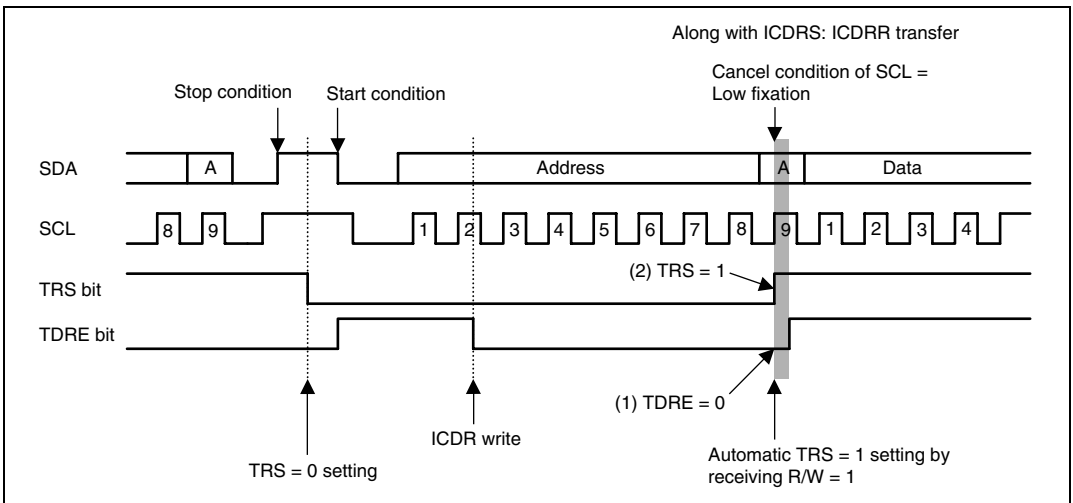 Along with ICDRS: ICDRR transfer
Cancel condition of SCL =
Low fixation
Stop condition
Start condition
SDA
A
Address
A
Data
SCL
8 9 1 2 3 4 5 6 7 8 9 1 2 3 4
(2) TRS = 1
TRS bit
TDRE bit
(1) TDRE = 0
ICDR write
TRS = 0 setting
Automatic TRS = 1 setting by
receiving R/W = 1